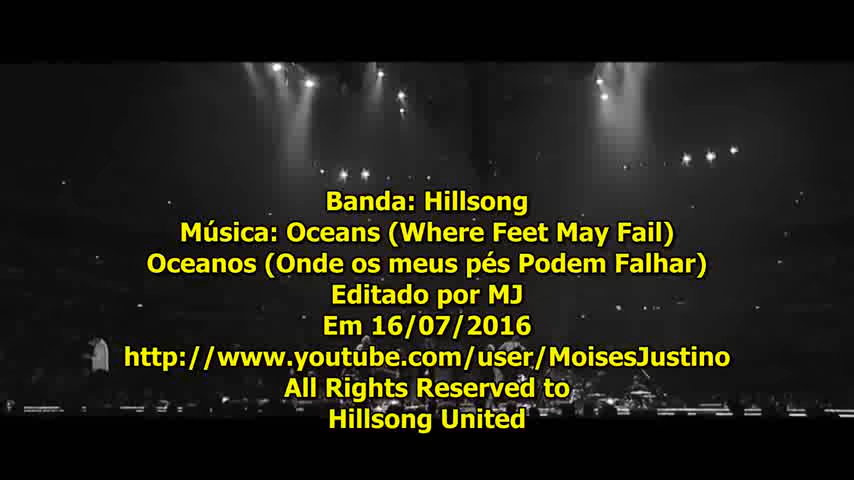 Banda: Hillsong
Música: Oceans (Where Feet May Fail)
Oceanos (Onde os meus pés Podem Falhar)
Editado por MJ
Em 16/07/2016
http://www.youtube.com/user/MoisesJustino
All Rights Reserved to
Hillsong United